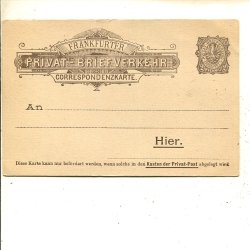 FRANKFURTER
PRIVAT-BRIEFVERKEHR
CORRESPONDENZKARTE
An
Hier.
Diese Karte kann nur befördert werden, wenn solche in den Kasten der Privat-Post abgelegt wird